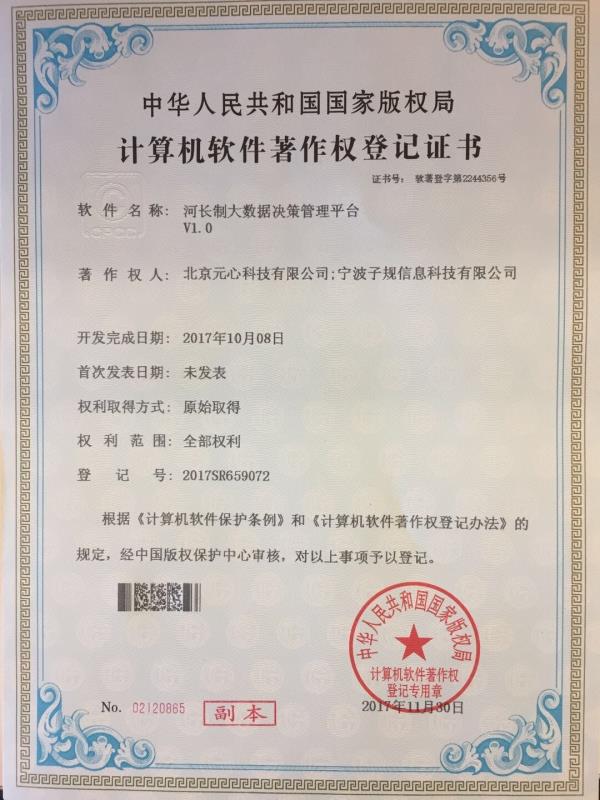 中华人民共和国国家版权局
计算机软件著作权登记证书
证书号： 软著登字第2244356号
软件名称： 河长制大数据决策管理平台
V1.0
著作权人： 北京元心科技有限公司;宁波子规信息科技有限公司
开发完成日期： 2017年10月08日
首次发表日期： 未发表
权利取得方式： 原始取得
权利范围： 全部权利
登记号： 2017SR659072
根据《计算机软件保护条例》和《计算机软件著作权登记办法》的
规定，经中国版权保护中心审核，对以上事项予以登记。
中华人民共和国国家版权局
计算机软件著作权
登记专用章
No. 02120865
副本
2017年11月30日
CPCC